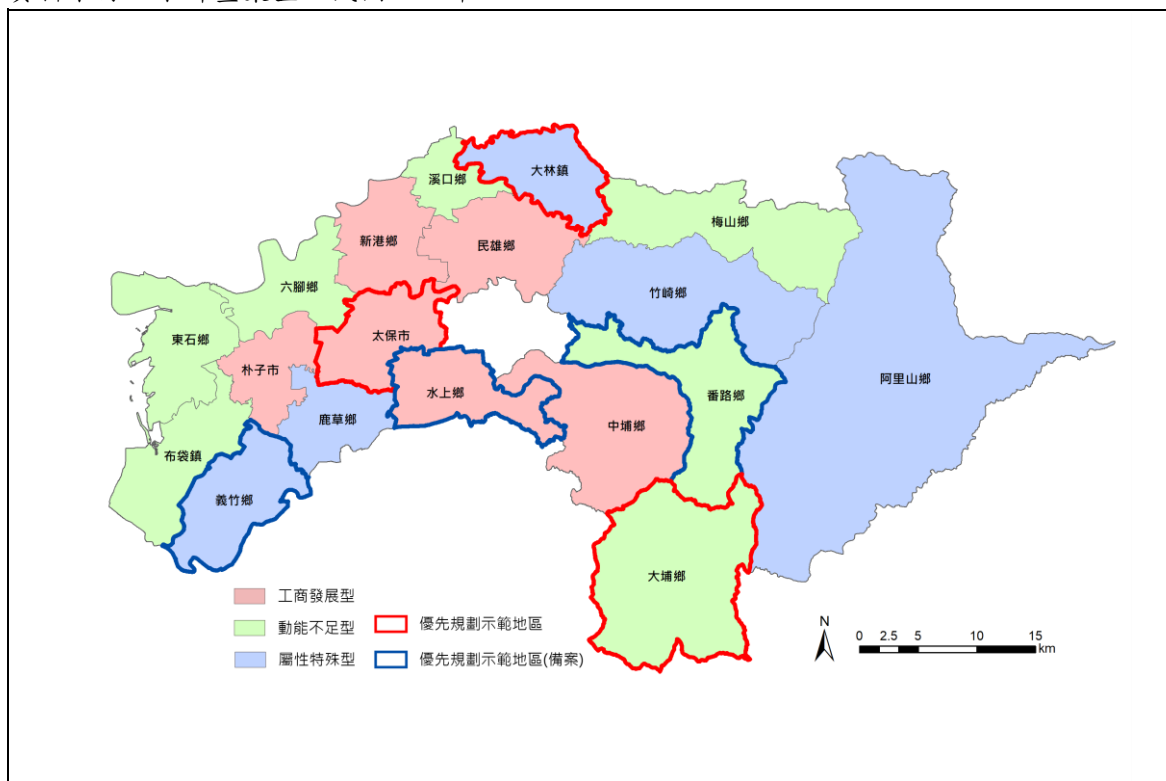 大林鎮
溪口鄉
梅山鄉
新港鄉
民雄鄉
六腳鄉
竹崎鄉
東石鄉
太保市
朴子市
水上鄉
番路鄉
阿里山鄉
鹿草鄉
中埔鄉
布袋鎮
義竹鄉
大埔鄉
工商發展型
動能不足型
優先規劃示範地區
屬性特殊型
優先規劃示範地區(備案)
N
0 2.5 5 10 15
km